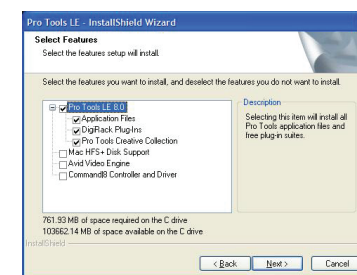 Pro Tools LE - InstallShield Wizard
Select Features
Select the features setup will install.
Select the features you want to install, and deselect the features you do not want to install.
Pro Tools LE 8.0
Application Files
DigiRack Plug-Ins
Pro Tools Creative Collection
Mac HFS+ Disk Support
Avid Video Engine
Command|8 Controller and Driver
Description
Selecting this item will install all
Pro Tools application files and
free plug-in suites.
761.93 MB of space required on the C drive
103662.14 MB of space available on the C drive
InstallShield
< Back
Next >
Cancel